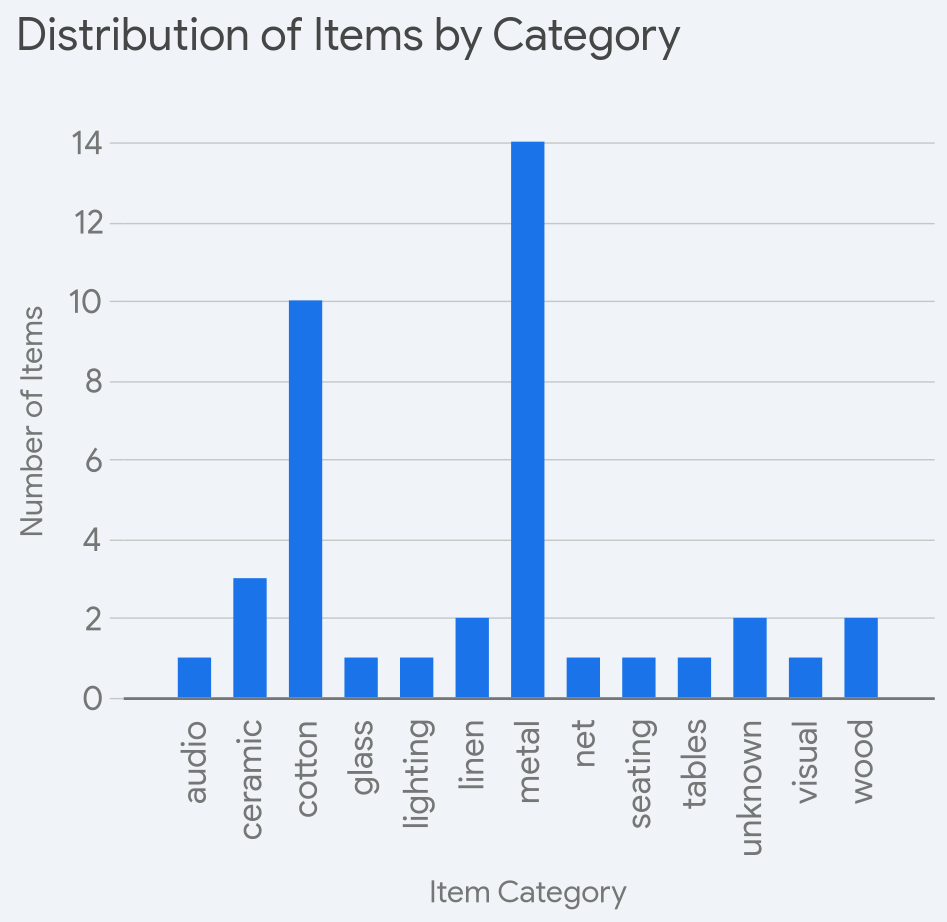 Distribution of Items by Category
14
12
10
8
6
4
2
0
Number of Items
audio
ceramic
cotton
glass
lighting
linen
metal
net
seating
tables
unknown
visual
wood
Item Category